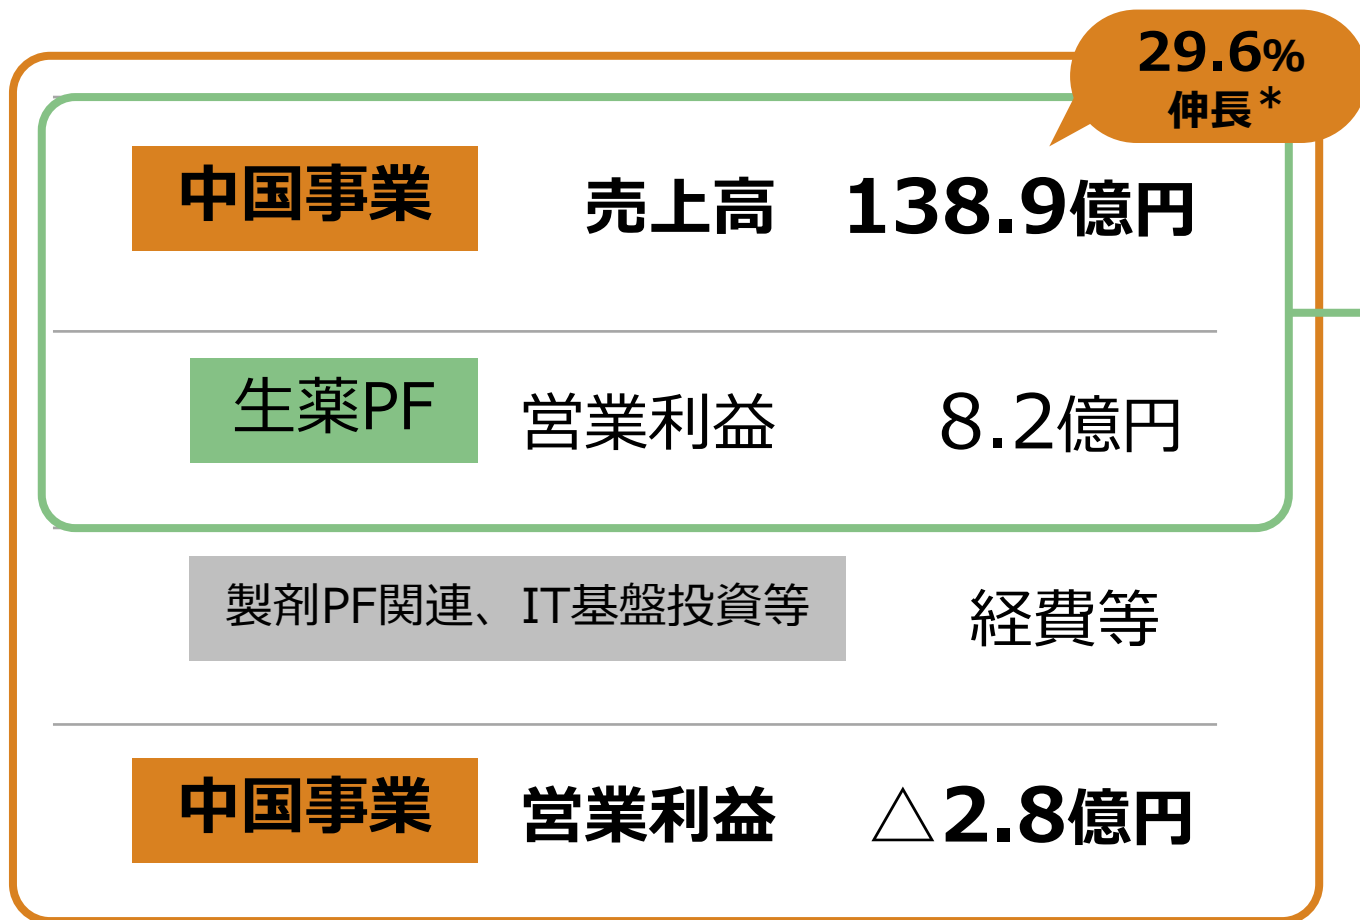 29.6%
伸長*
中国事業 売上高 138.9億円
生薬PF 営業利益 8.2億円
製剤PF関連、IT基盤投資等 経費等
中国事業 営業利益 △2.8億円